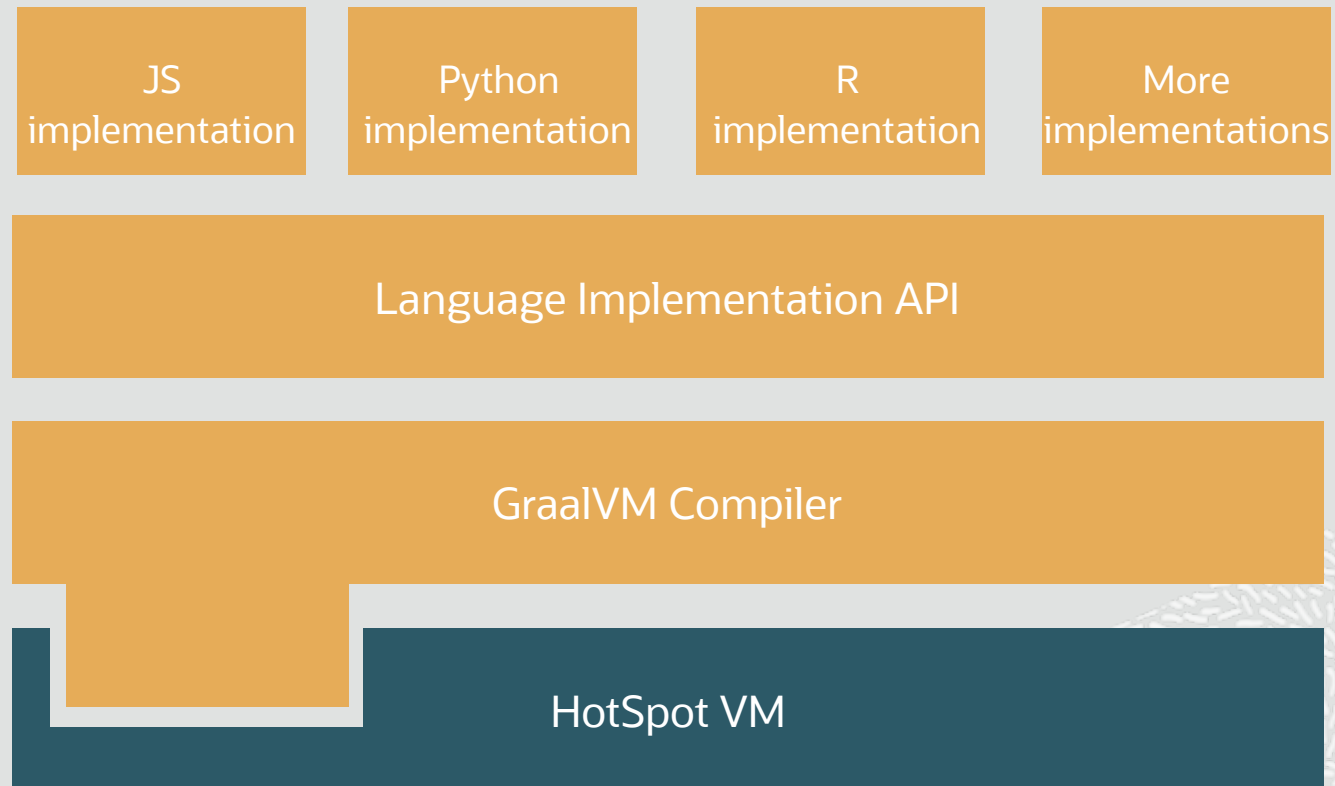 JS
implementation
Python
implementation
R
implementation
More
implementations
Language Implementation API
GraalVM Compiler
HotSpot VM